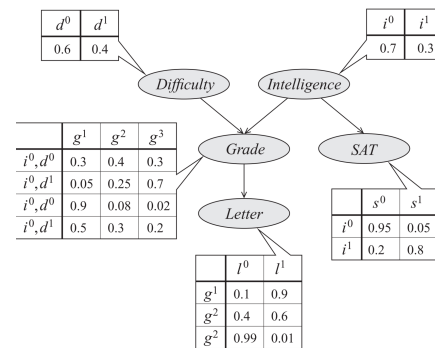 d⁰ d¹
0.6 0.4
i⁰ i¹
0.7 0.3
Difficulty
Intelligence
g¹ g² g³
i⁰,d⁰ 0.3 0.4 0.3
i⁰,d¹ 0.05 0.25 0.7
i⁰,d⁰ 0.9 0.08 0.02
i⁰,d¹ 0.5 0.3 0.2
Grade
SAT
Letter
s⁰ s¹
i⁰ 0.95 0.05
i¹ 0.2 0.8
l⁰ l¹
g¹ 0.1 0.9
g² 0.4 0.6
g² 0.99 0.01